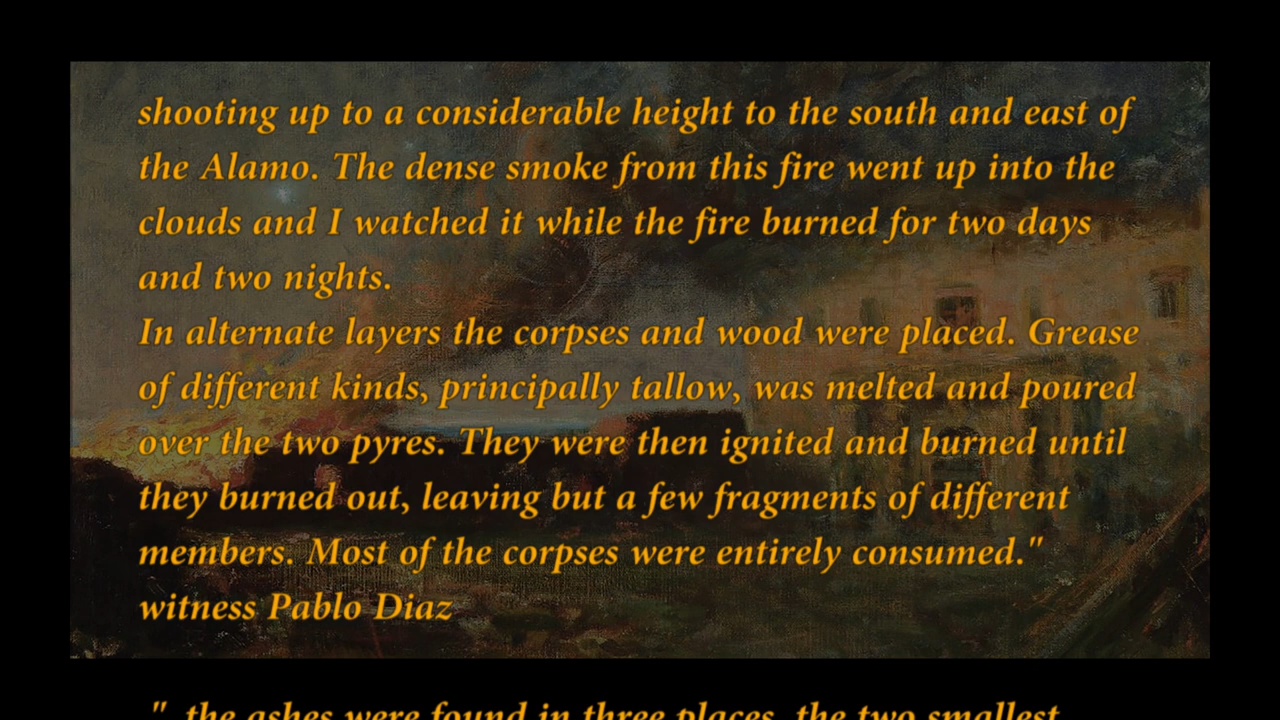 shooting up to a considerable height to the south and east of
the Alamo. The dense smoke from this fire went up into the
clouds and I watched it while the fire burned for two days
and two nights.
In alternate layers the corpses and wood were placed. Grease
of different kinds, principally tallow, was melted and poured
over the two pyres. They were then ignited and burned until
they burned out, leaving but a few fragments of different
members. Most of the corpses were entirely consumed."
witness Pablo Diaz
"..the ashes were found in three places, the two smallest